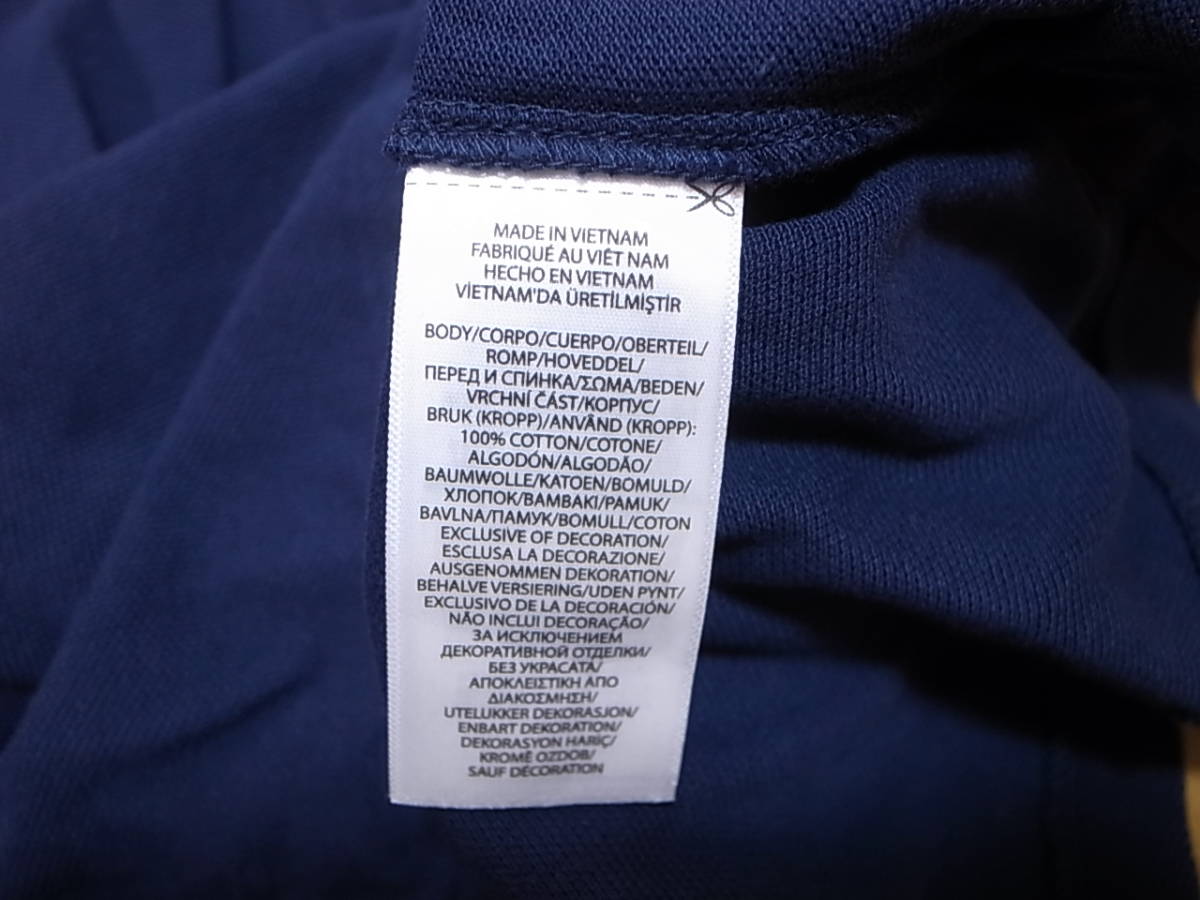 MADE IN VIETNAM
FABRIQUÉ AU VIÊT NAM
HECHO EN VIETNAM
VİETNAM'DA ÜRETİLMİŞTİR
BODY/CORPO/CUERPO/OBERTEIL/
ROMP/HOVEDDEL/
ПЕРЕД И СПИНКА/ΣΩΜΑ/BEDEN/
VRCHNÍ ČÁST/КОРПУС/
BRUK (KROPP)/ANVÄND (KROPP):
100% COTTON/COTONE/
ALGODÓN/ALGODÃO/
BAUMWOLLE/KATOEN/BOMULD/
ХЛОПОК/BAMBAKI/PAMUK/
BAVLNA/ПАМУК/BOMULL/COTON
EXCLUSIVE OF DECORATION/
ESCLUSA LA DECORAZIONE/
AUSGENOMMEN DEKORATION/
BEHALVE VERSIERING/UDEN PYNT/
EXCLUSIVO DE LA DECORACIÓN/
NÃO INCLUI DECORAÇÃO/
ЗА ИСКЛЮЧЕНИЕМ
ДЕКОРАТИВНОЙ ОТДЕЛКИ/
БЕЗ УКРАСАТА/
ΑΠΟΚΛΕΙΣΤΙΚΗ ΑΠΟ
ΔΙΑΚΟΣΜΗΣΗ/
UTELUKKER DEKORASJON/
ENBART DEKORATION/
DEKORASYON HARİÇ/
KROMĚ OZDOB/
SAUF DÉCORATION